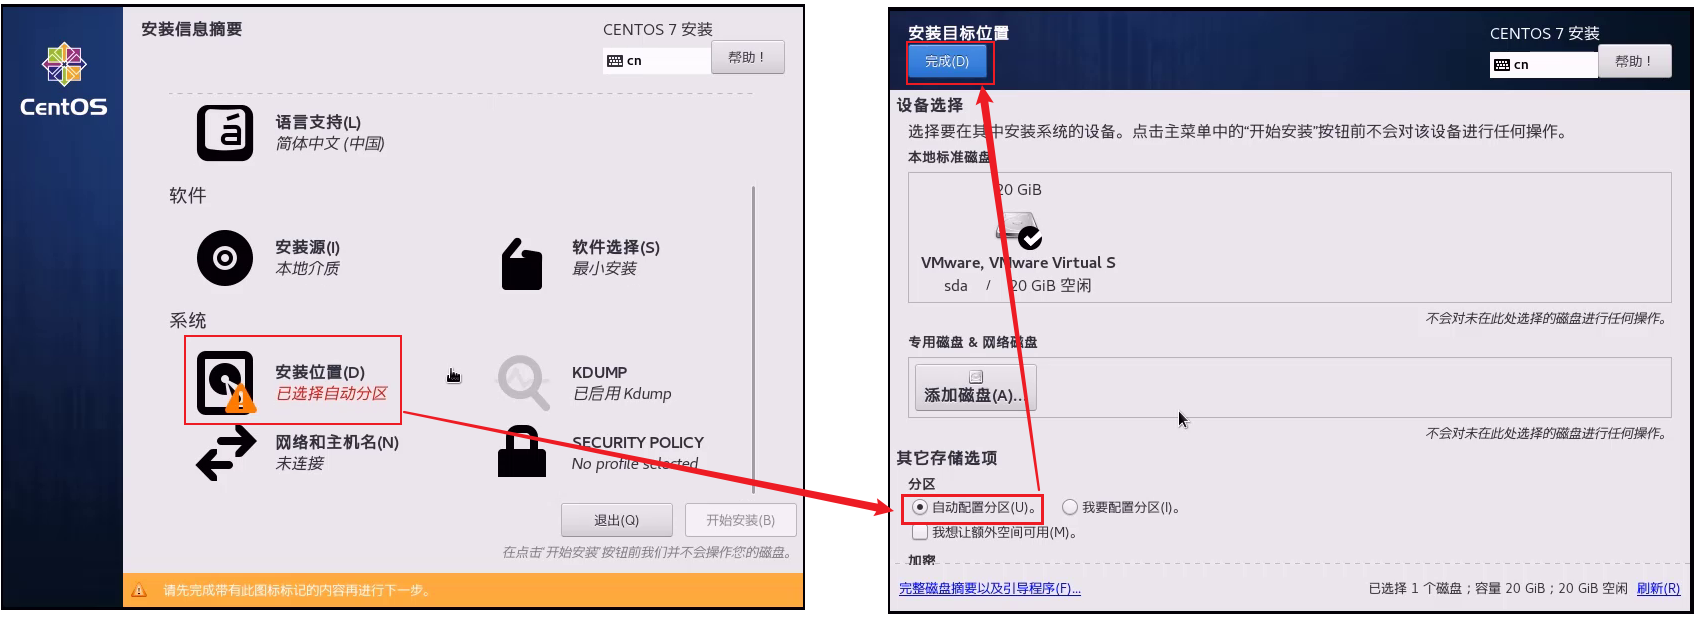 安装信息摘要
CENTOS 7 安装
cn
帮助！
CentOS
语言支持(L)
简体中文 (中国)
软件
安装源(I)
本地介质
软件选择(S)
最小安装
系统
安装位置(D)
已选择自动分区
KDUMP
已启用 Kdump
网络和主机名(N)
未连接
SECURITY POLICY
No profile selected
退出(Q)
开始安装(B)
在点击“开始安装”按钮前我们并不会操作您的磁盘。
请先完成带有此图标标记的内容再进行下一步。
安装目标位置
完成(D)
CENTOS 7 安装
cn
帮助！
设备选择
选择要在其中安装系统的设备。点击主菜单中的“开始安装”按钮前不会对该设备进行任何操作。
本地标准磁盘
20 GiB
VMware, VMware Virtual S
sda / 20 GiB 空闲
不会对未在此处选择的磁盘进行任何操作。
专用磁盘 & 网络磁盘
添加磁盘(A)...
不会对未在此处选择的磁盘进行任何操作。
其它存储选项
分区
自动配置分区(U)。
我要配置分区(I)。
我想让额外空间可用(M)。
加密
完整磁盘摘要以及引导程序(F)...
已选择 1 个磁盘；容量 20 GiB；20 GiB 空闲
刷新(R)